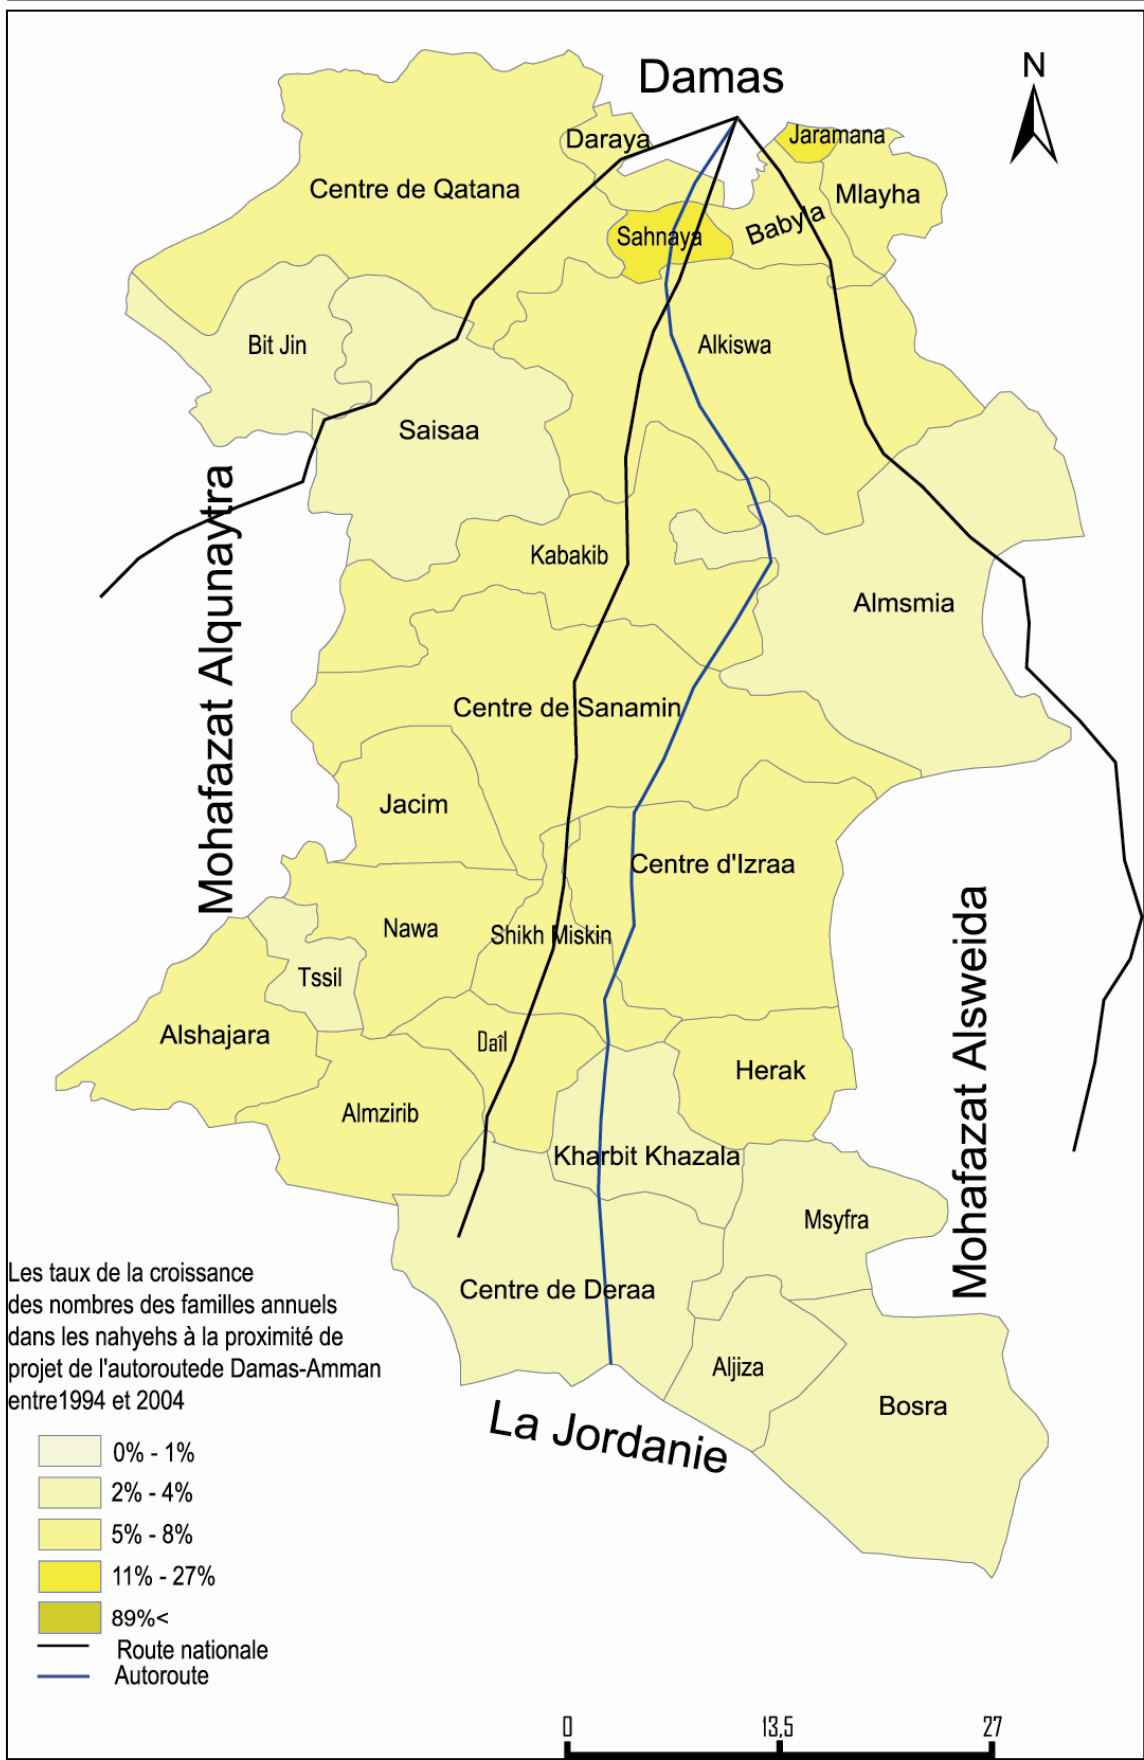 Damas
N
Daraya
Jaramana
Centre de Qatana
Mlayha
Babyla
Sahnaya
Bit Jin
Alkiswa
Saisaa
Mohafazat Alqunaytra
Kabakib
Almsmia
Centre de Sanamin
Jacim
Centre d'Izraa
Nawa
Shikh Miskin
Tssil
Mohafazat Alsweida
Alshajara
Daîl
Herak
Almzirib
Kharbit Khazala
Msyfra
Centre de Deraa
Aljiza
Bosra
La Jordanie
Les taux de la croissance
des nombres des familles annuels
dans les nahyehs à la proximité de
projet de l'autoroutede Damas-Amman
entre1994 et 2004
0% - 1%
2% - 4%
5% - 8%
11% - 27%
89%<
Route nationale
Autoroute
0 13,5 27